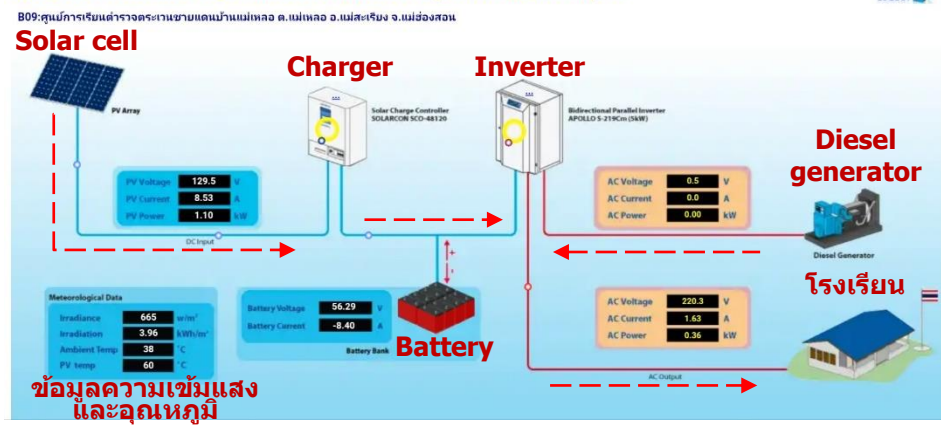 B09:ศูนย์การเรียนตำรวจตระเวนชายแดนบ้านแม่เหลอ ต.แม่เหลอ อ.แม่สะเรียง จ.แม่ฮ่องสอน
Solar cell
Charger
Inverter
PV Array
Solar Charge Controller
SOLARCON SCO-48120
Bidirectional Parallel Inverter
APOLLO S-219Cm (5kW)
Diesel
generator
PV Voltage 129.5 V
PV Current 8.53 A
PV Power 1.10 kW
DC Input
AC Voltage 0.5 V
AC Current 0.0 A
AC Power 0.00 kW
Diesel Generator
โรงเรียน
Meteorological Data
Irradiance 665 w/m²
Irradiation 3.96 kWh/m²
Ambient Temp 38 °C
PV temp 60 °C
Battery Voltage 56.29 V
Battery Current -8.40 A
Battery Bank
+
-
Battery
AC Voltage 220.3 V
AC Current 1.63 A
AC Power 0.36 kW
AC Output
ข้อมูลความเข้มแสง
และอุณหภูมิ